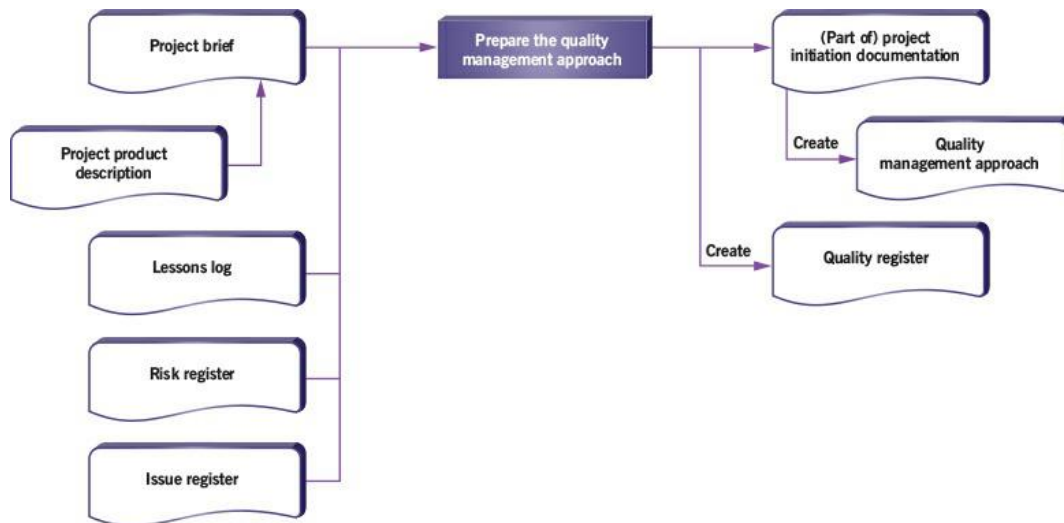 Project brief
Prepare the quality
management approach
(Part of) project
initiation documentation
Project product
description
Create
Quality
management approach
Lessons log
Create
Quality register
Risk register
Issue register